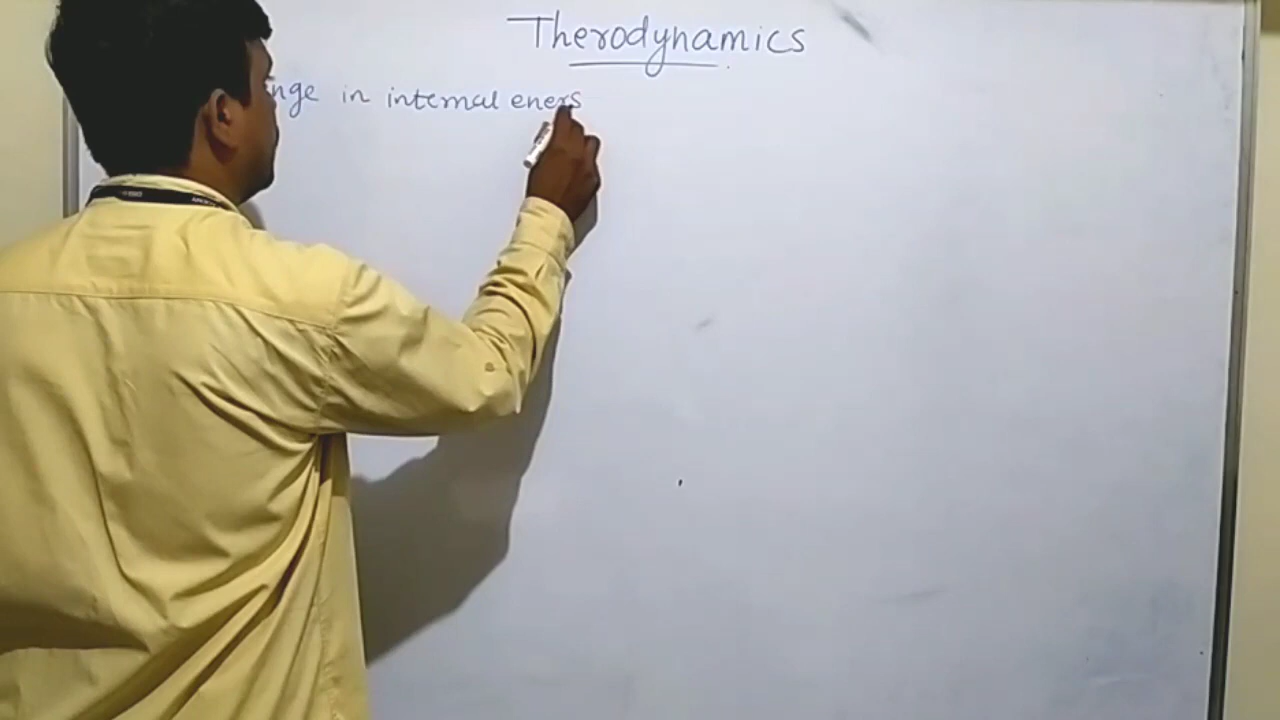 Therodynamics
nge in internal energ